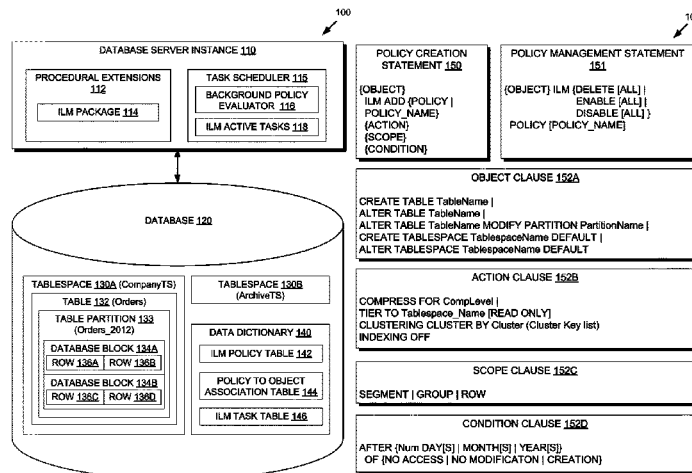 100
DATABASE SERVER INSTANCE 110
PROCEDURAL EXTENSIONS
112
ILM PACKAGE 114
TASK SCHEDULER 115
BACKGROUND POLICY
EVALUATOR 116
ILM ACTIVE TASKS 118
DATABASE 120
TABLESPACE 130A (CompanyTS)
TABLE 132 (Orders)
TABLE PARTITION 133
(Orders_2012)
DATABASE BLOCK 134A
ROW 136A ROW 136B
DATABASE BLOCK 134B
ROW 136C ROW 136D
TABLESPACE 130B
(ArchiveTS)
DATA DICTIONARY 140
ILM POLICY TABLE 142
POLICY TO OBJECT
ASSOCIATION TABLE 144
ILM TASK TABLE 146
10
POLICY CREATION
STATEMENT 150
{OBJECT}
ILM ADD {POLICY |
POLICY_NAME}
{ACTION}
{SCOPE}
{CONDITION}
POLICY MANAGEMENT STATEMENT
151
{OBJECT} ILM {DELETE [ALL] |
ENABLE [ALL] |
DISABLE [ALL] }
POLICY [POLICY_NAME]
OBJECT CLAUSE 152A
CREATE TABLE TableName |
ALTER TABLE TableName |
ALTER TABLE TableName MODIFY PARTITION PartitionName |
CREATE TABLESPACE TablespaceName DEFAULT |
ALTER TABLESPACE TablespaceName DEFAULT
ACTION CLAUSE 152B
COMPRESS FOR CompLevel |
TIER TO Tablespace_Name [READ ONLY]
CLUSTERING CLUSTER BY Cluster (Cluster Key list)
INDEXING OFF
SCOPE CLAUSE 152C
SEGMENT | GROUP | ROW
CONDITION CLAUSE 152D
AFTER {Num DAY[S] | MONTH[S] | YEAR[S]}
OF {NO ACCESS | NO MODIFICATON | CREATION}